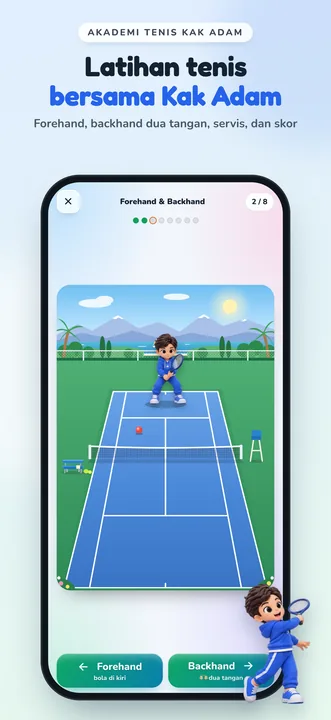 AKADEMI TENIS KAK ADAM
Latihan tenis
bersama Kak Adam
Forehand, backhand dua tangan, servis, dan skor
✕ Forehand & Backhand 2 / 8
← Forehand
bola di kiri
Backhand →
🙌 dua tangan